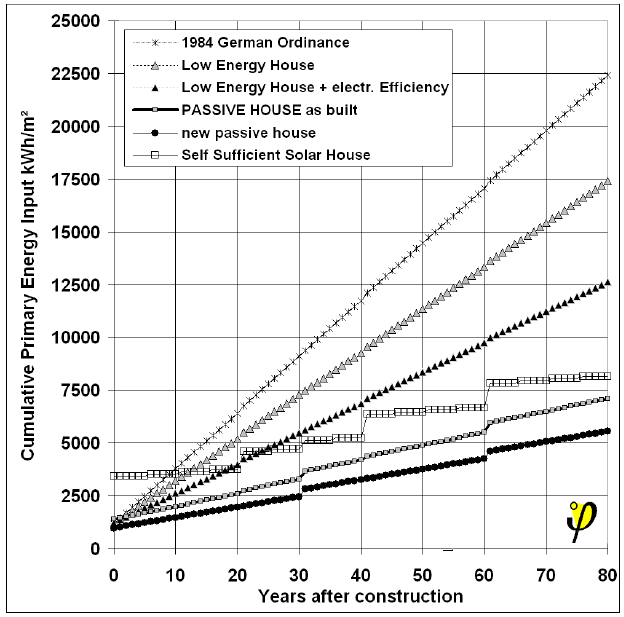 25000
22500
20000
17500
15000
12500
10000
7500
5000
2500
0
Cumulative Primary Energy Input kWh/m²
1984 German Ordinance
Low Energy House
Low Energy House + electr. Efficiency
PASSIVE HOUSE as built
new passive house
Self Sufficient Solar House
φ
0 10 20 30 40 50 60 70 80
Years after construction